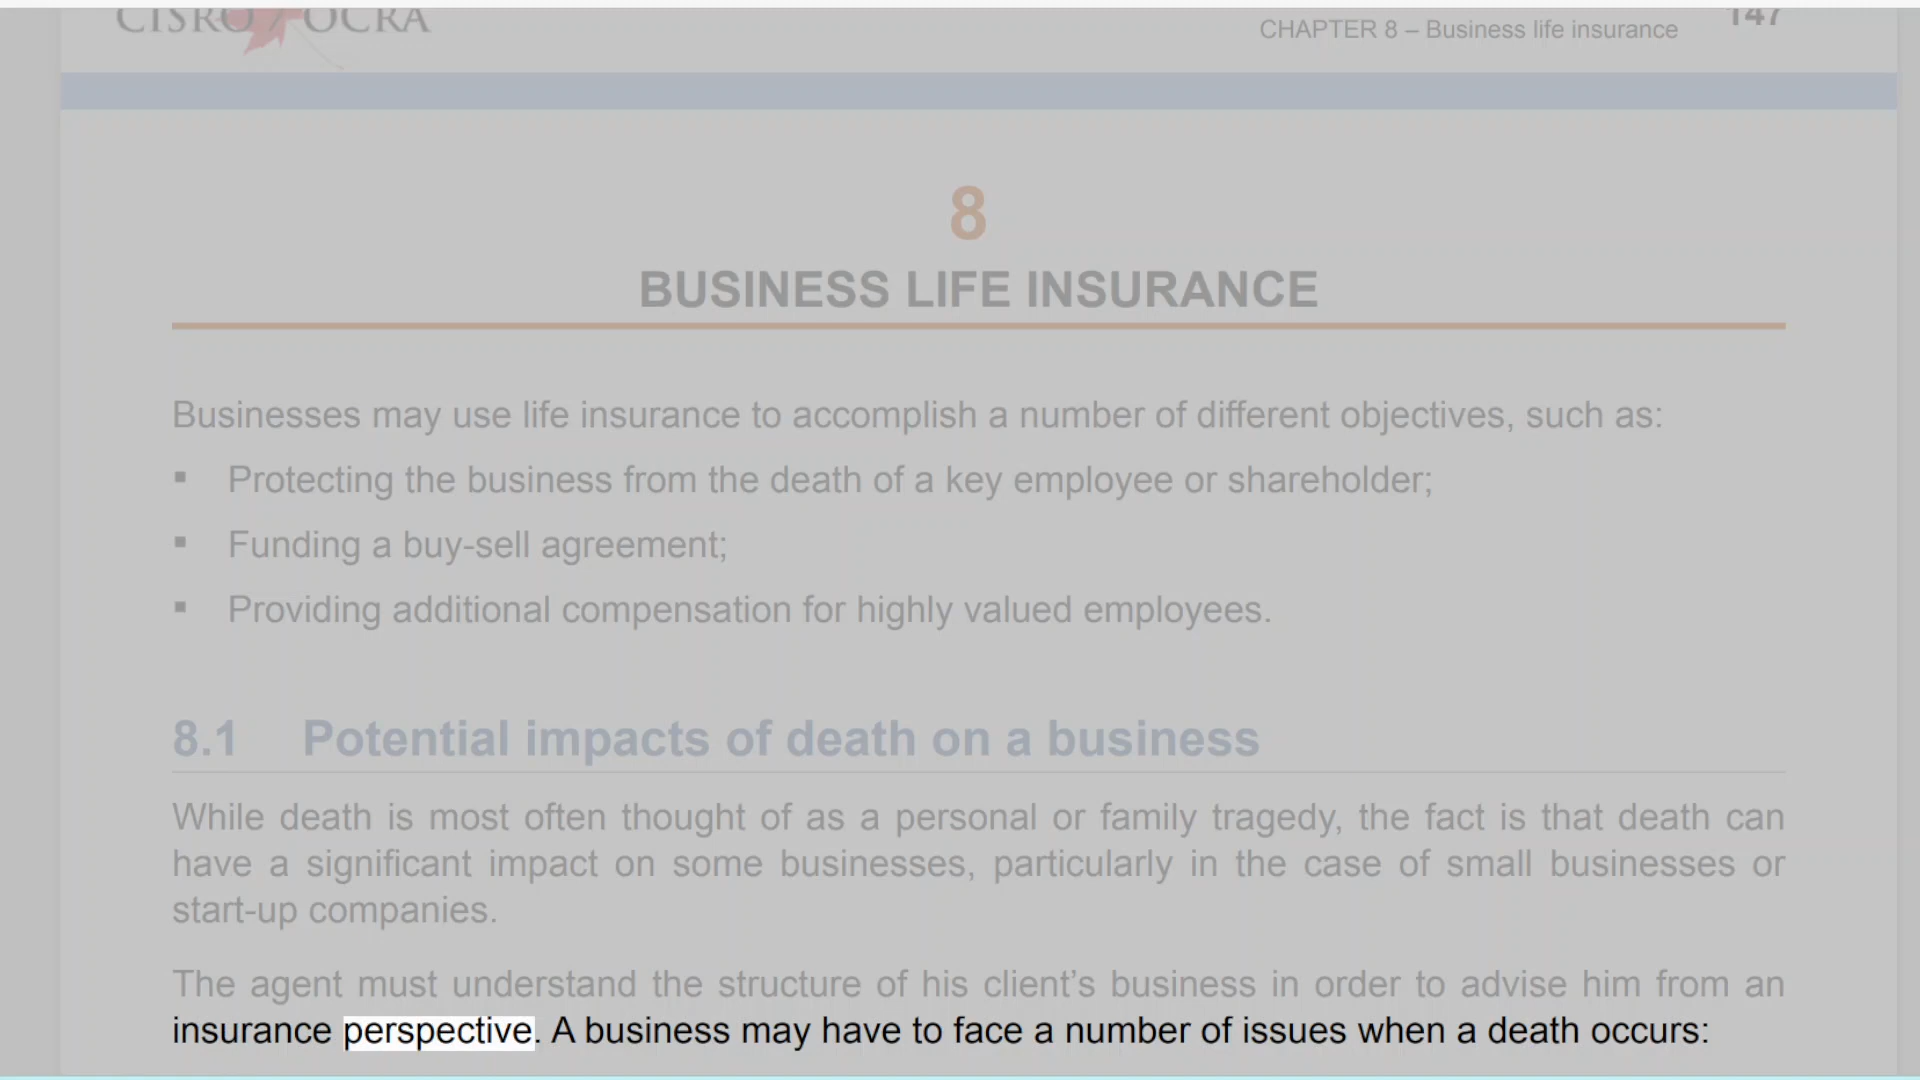 CISRO OCRA
CHAPTER 8 – Business life insurance 147
8
BUSINESS LIFE INSURANCE
Businesses may use life insurance to accomplish a number of different objectives, such as:
▪ Protecting the business from the death of a key employee or shareholder;
▪ Funding a buy-sell agreement;
▪ Providing additional compensation for highly valued employees.
8.1 Potential impacts of death on a business
While death is most often thought of as a personal or family tragedy, the fact is that death can
have a significant impact on some businesses, particularly in the case of small businesses or
start-up companies.
The agent must understand the structure of his client’s business in order to advise him from an
insurance perspective. A business may have to face a number of issues when a death occurs: